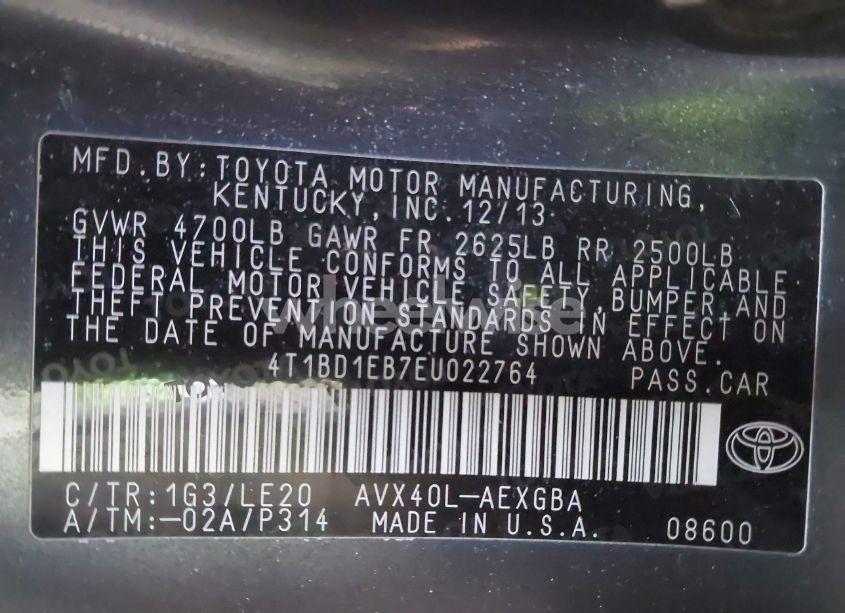 MFD. BY: TOYOTA MOTOR MANUFACTURING,
KENTUCKY, INC. 12/13
GVWR 4700LB GAWR FR 2625LB RR 2500LB
THIS VEHICLE CONFORMS TO ALL APPLICABLE
FEDERAL MOTOR VEHICLE SAFETY, BUMPER AND
THEFT PREVENTION STANDARDS IN EFFECT ON
THE DATE OF MANUFACTURE SHOWN ABOVE.
4T1BD1EB7EU022764 PASS.CAR
C/TR:1G3/LE20 AVX40L-AEXGBA
A/TM:-02A/P314 MADE IN U.S.A. 08600